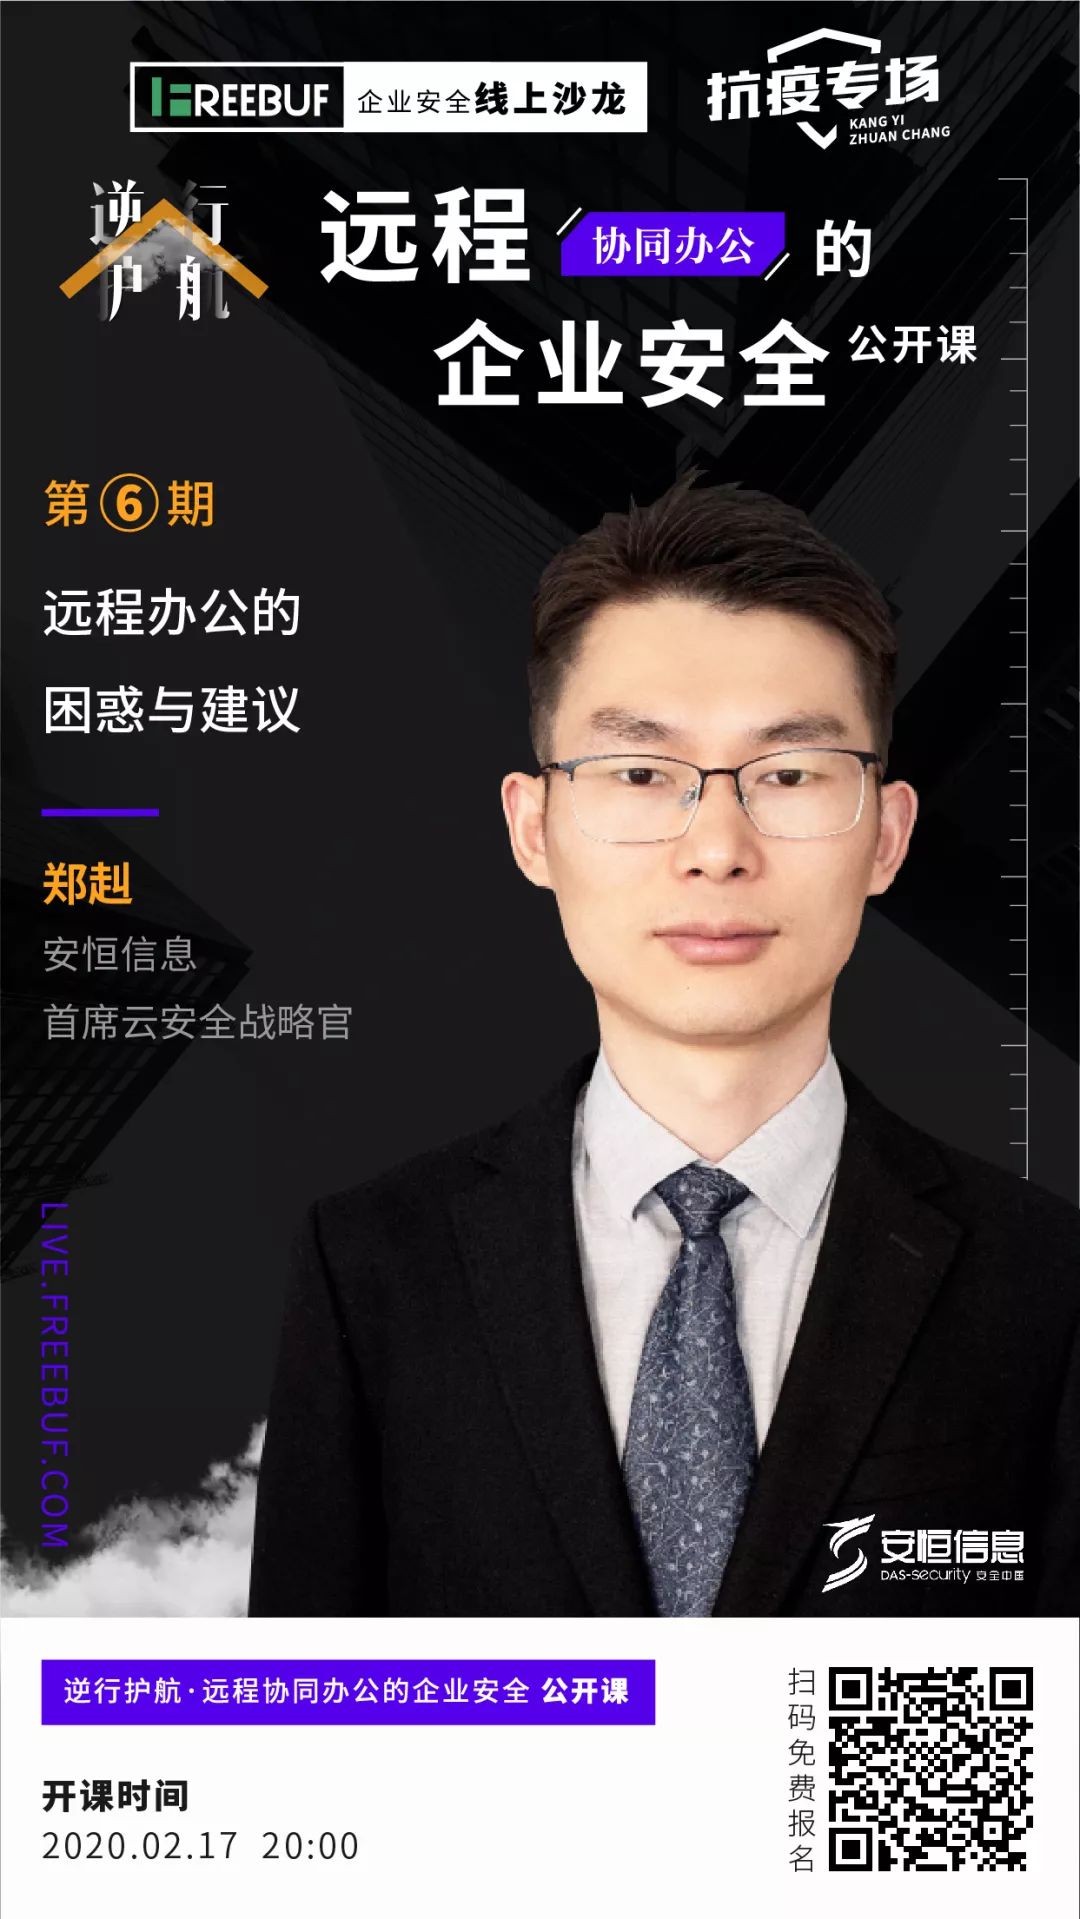 FREEBUF 企业安全线上沙龙
抗疫专场
KANG YI
ZHUAN CHANG
逆行
护航
远程协同办公的
企业安全公开课
第⑥期
远程办公的
困惑与建议
郑赳
安恒信息
首席云安全战略官
LIVE.FREEBUF.COM
安恒信息
DAS-security 安全中国
逆行护航·远程协同办公的企业安全 公开课
扫码免费报名
开课时间
2020.02.17 20:00